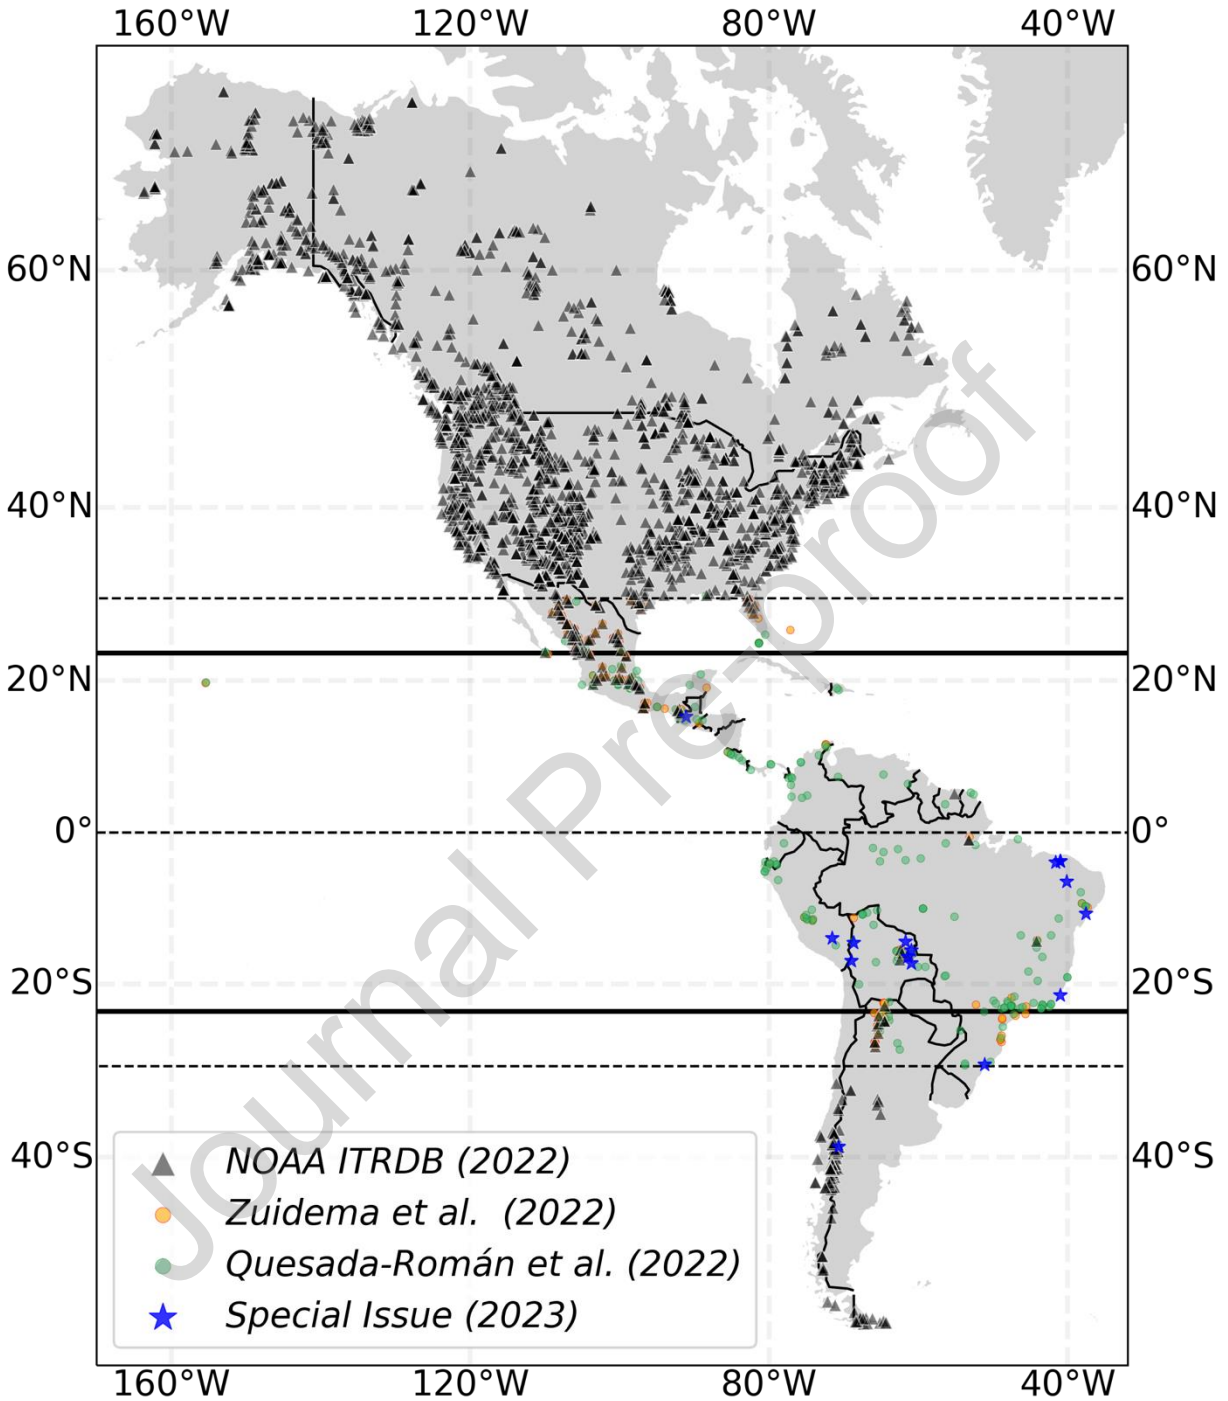 160°W 120°W 80°W 40°W
60°N 60°N
40°N 40°N
20°N 20°N
0° 0°
20°S 20°S
40°S 40°S
NOAA ITRDB (2022)
Zuidema et al. (2022)
Quesada-Román et al. (2022)
Special Issue (2023)
160°W 120°W 80°W 40°W
Journal Pre-proof